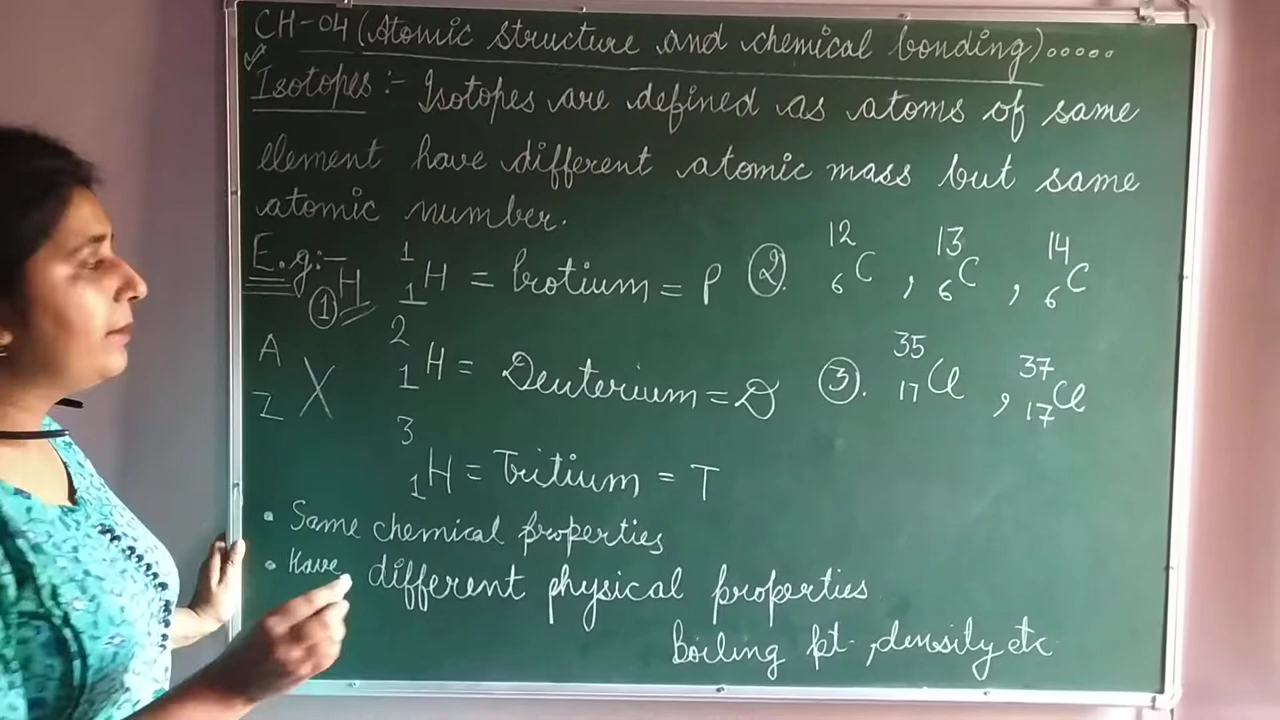 CH-04 (Atomic structure and chemical bonding).....
Isotopes :- Isotopes are defined as atoms of same
element have different atomic mass but same
atomic number.
E.g:- ① H
¹₁H = Protium = P
²₁H = Deuterium = D
³₁H = Tritium = T
A
Z X
②. ¹²₆C , ¹³₆C , ¹⁴₆C
③. ³⁵₁₇Cl , ³⁷₁₇Cl
• Same chemical properties
• Have different physical properties
Boiling pt , density etc